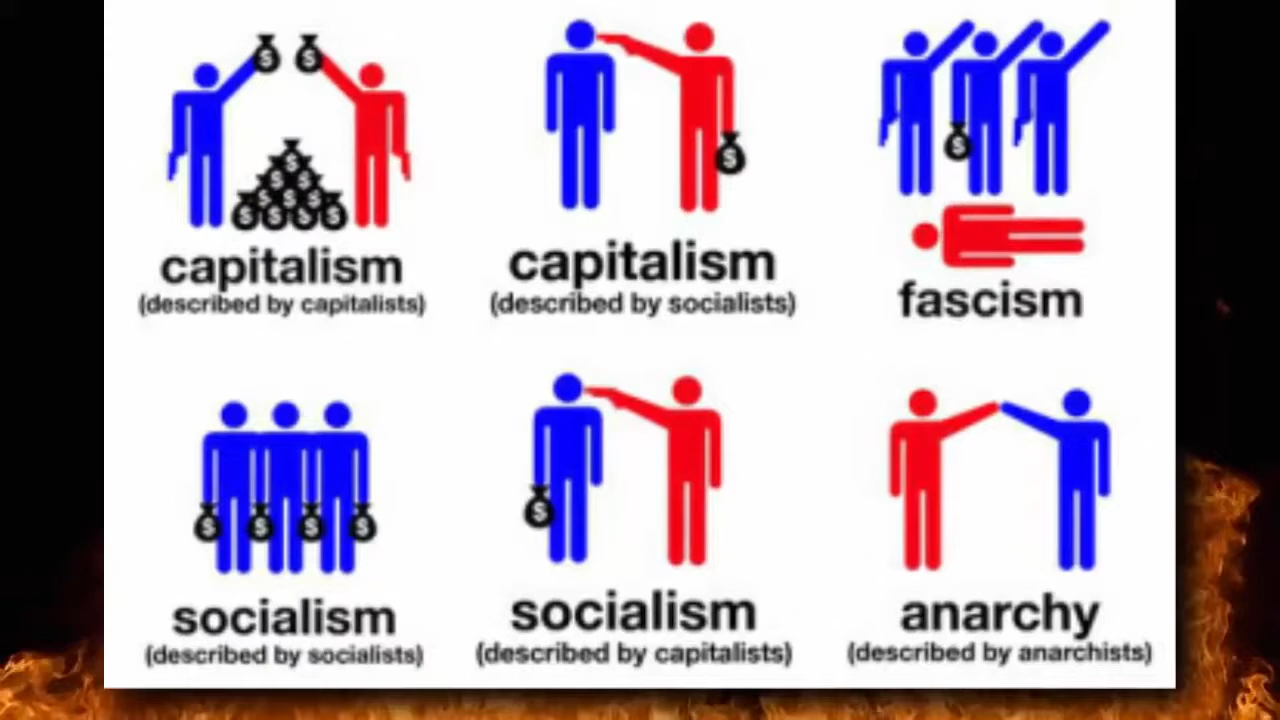 capitalism
(described by capitalists)
capitalism
(described by socialists)
fascism
socialism
(described by socialists)
socialism
(described by capitalists)
anarchy
(described by anarchists)